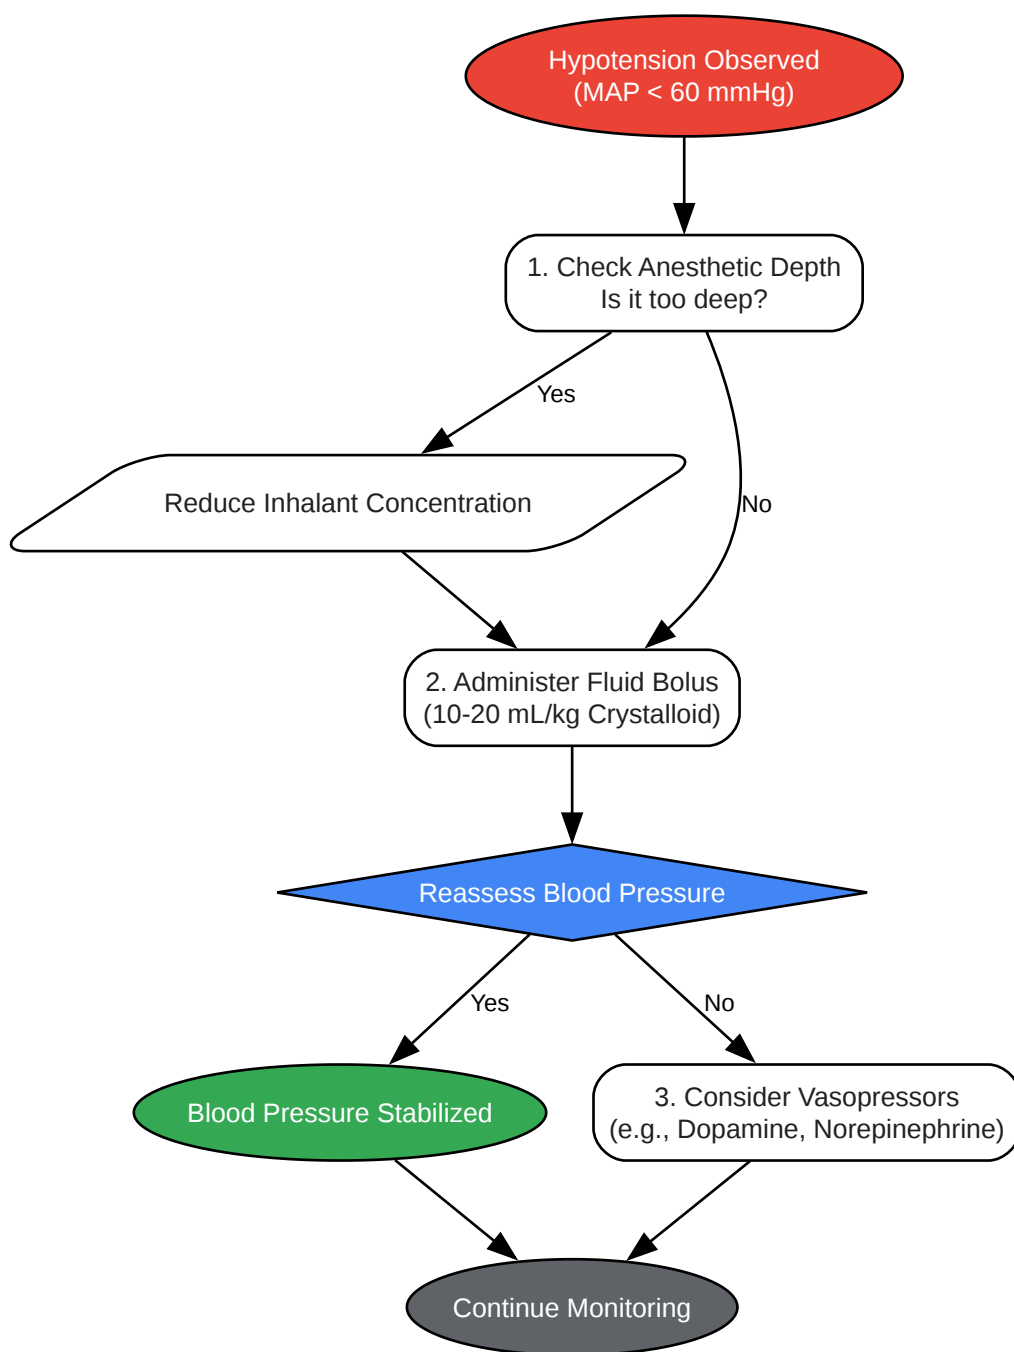 Hypotension Observed
(MAP < 60 mmHg)
1. Check Anesthetic Depth
Is it too deep?
Yes
Reduce Inhalant Concentration
No
2. Administer Fluid Bolus
(10-20 mL/kg Crystalloid)
Reassess Blood Pressure
Yes
No
Blood Pressure Stabilized
3. Consider Vasopressors
(e.g., Dopamine, Norepinephrine)
Continue Monitoring